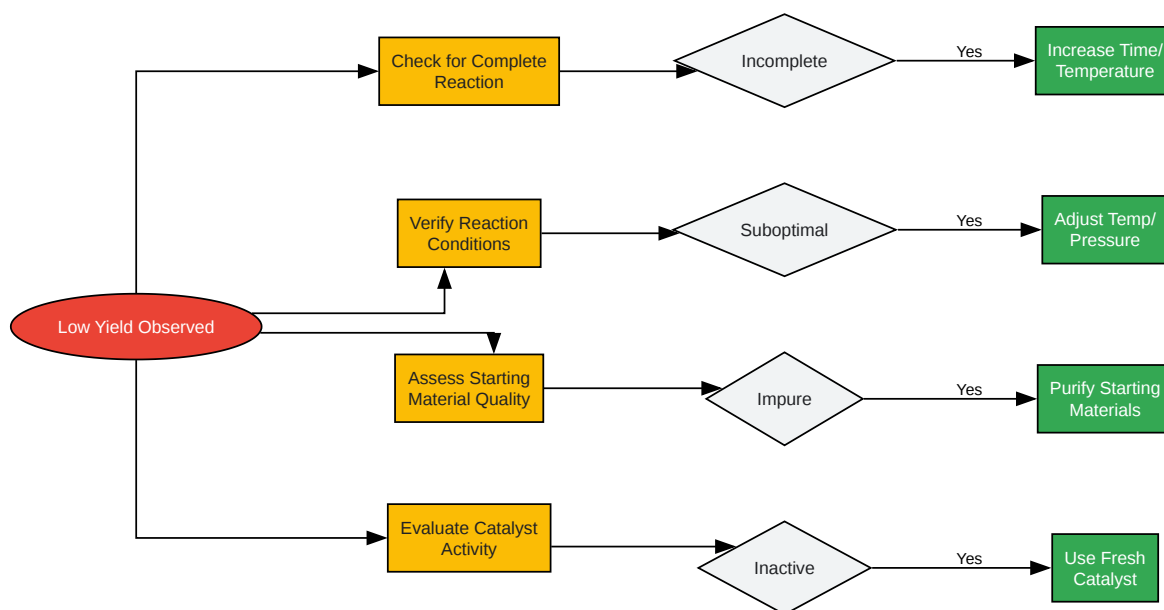 Check for Complete
Reaction
Incomplete
Yes
Increase Time/
Temperature
Verify Reaction
Conditions
Suboptimal
Yes
Adjust Temp/
Pressure
Low Yield Observed
Assess Starting
Material Quality
Impure
Yes
Purify Starting
Materials
Evaluate Catalyst
Activity
Inactive
Yes
Use Fresh
Catalyst